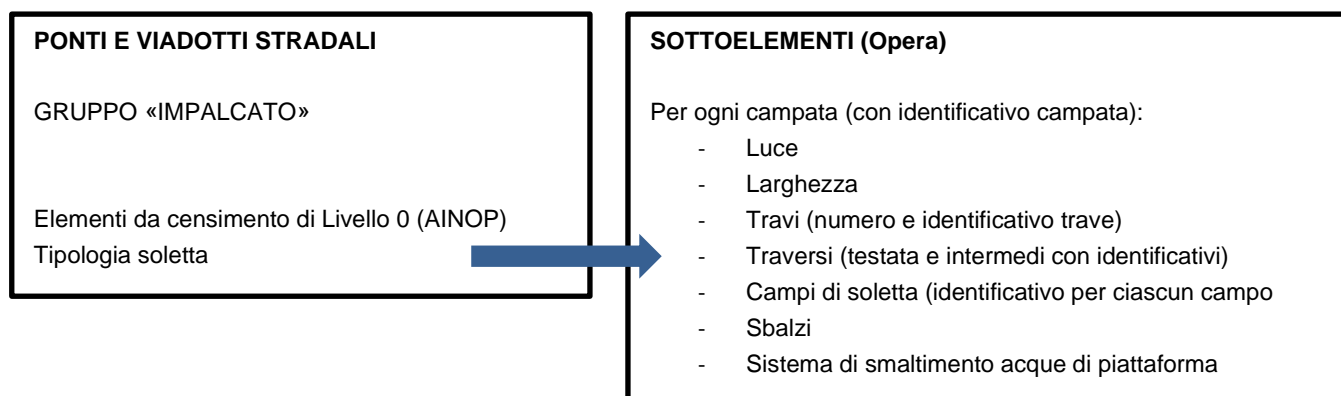 PONTI E VIADOTTI STRADALI
GRUPPO «IMPALCATO»
Elementi da censimento di Livello 0 (AINOP)
Tipologia soletta
SOTTOELEMENTI (Opera)
Per ogni campata (con identificativo campata):
- Luce
- Larghezza
- Travi (numero e identificativo trave)
- Traversi (testata e intermedi con identificativi)
- Campi di soletta (identificativo per ciascun campo
- Sbalzi
- Sistema di smaltimento acque di piattaforma